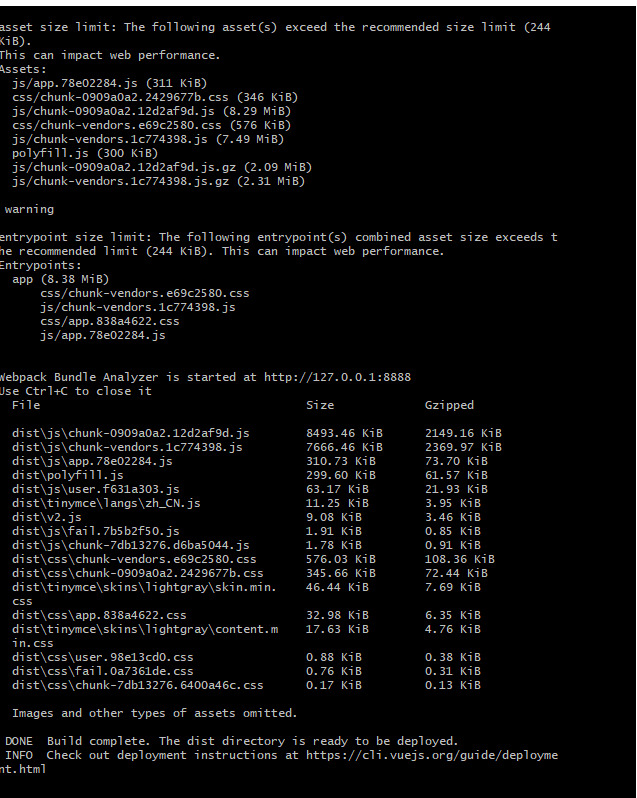 asset size limit: The following asset(s) exceed the recommended size limit (244
KiB).
This can impact web performance.
Assets:
js/app.78e02284.js (311 KiB)
css/chunk-0909a0a2.2429677b.css (346 KiB)
js/chunk-0909a0a2.12d2af9d.js (8.29 MiB)
css/chunk-vendors.e69c2580.css (576 KiB)
js/chunk-vendors.1c774398.js (7.49 MiB)
polyfill.js (300 KiB)
js/chunk-0909a0a2.12d2af9d.js.gz (2.09 MiB)
js/chunk-vendors.1c774398.js.gz (2.31 MiB)
warning
entrypoint size limit: The following entrypoint(s) combined asset size exceeds t
he recommended limit (244 KiB). This can impact web performance.
Entrypoints:
app (8.38 MiB)
css/chunk-vendors.e69c2580.css
js/chunk-vendors.1c774398.js
css/app.838a4622.css
js/app.78e02284.js
Webpack Bundle Analyzer is started at http://127.0.0.1:8888
Use Ctrl+C to close it
File Size Gzipped
dist\js\chunk-0909a0a2.12d2af9d.js 8493.46 KiB 2149.16 KiB
dist\js\chunk-vendors.1c774398.js 7666.46 KiB 2369.97 KiB
dist\js\app.78e02284.js 310.73 KiB 73.70 KiB
dist\polyfill.js 299.60 KiB 61.57 KiB
dist\js\user.f631a303.js 63.17 KiB 21.93 KiB
dist\tinymce\langs\zh_CN.js 11.25 KiB 3.95 KiB
dist\v2.js 9.08 KiB 3.46 KiB
dist\js\fail.7b5b2f50.js 1.91 KiB 0.85 KiB
dist\js\chunk-7db13276.d6ba5044.js 1.78 KiB 0.91 KiB
dist\css\chunk-vendors.e69c2580.css 576.03 KiB 108.36 KiB
dist\css\chunk-0909a0a2.2429677b.css 345.66 KiB 72.44 KiB
dist\tinymce\skins\lightgray\skin.min. 46.44 KiB 7.69 KiB
css
dist\css\app.838a4622.css 32.98 KiB 6.35 KiB
dist\tinymce\skins\lightgray\content.m 17.63 KiB 4.76 KiB
in.css
dist\css\user.98e13cd0.css 0.88 KiB 0.38 KiB
dist\css\fail.0a7361de.css 0.76 KiB 0.31 KiB
dist\css\chunk-7db13276.6400a46c.css 0.17 KiB 0.13 KiB
Images and other types of assets omitted.
DONE Build complete. The dist directory is ready to be deployed.
INFO Check out deployment instructions at https://cli.vuejs.org/guide/deployme
nt.html